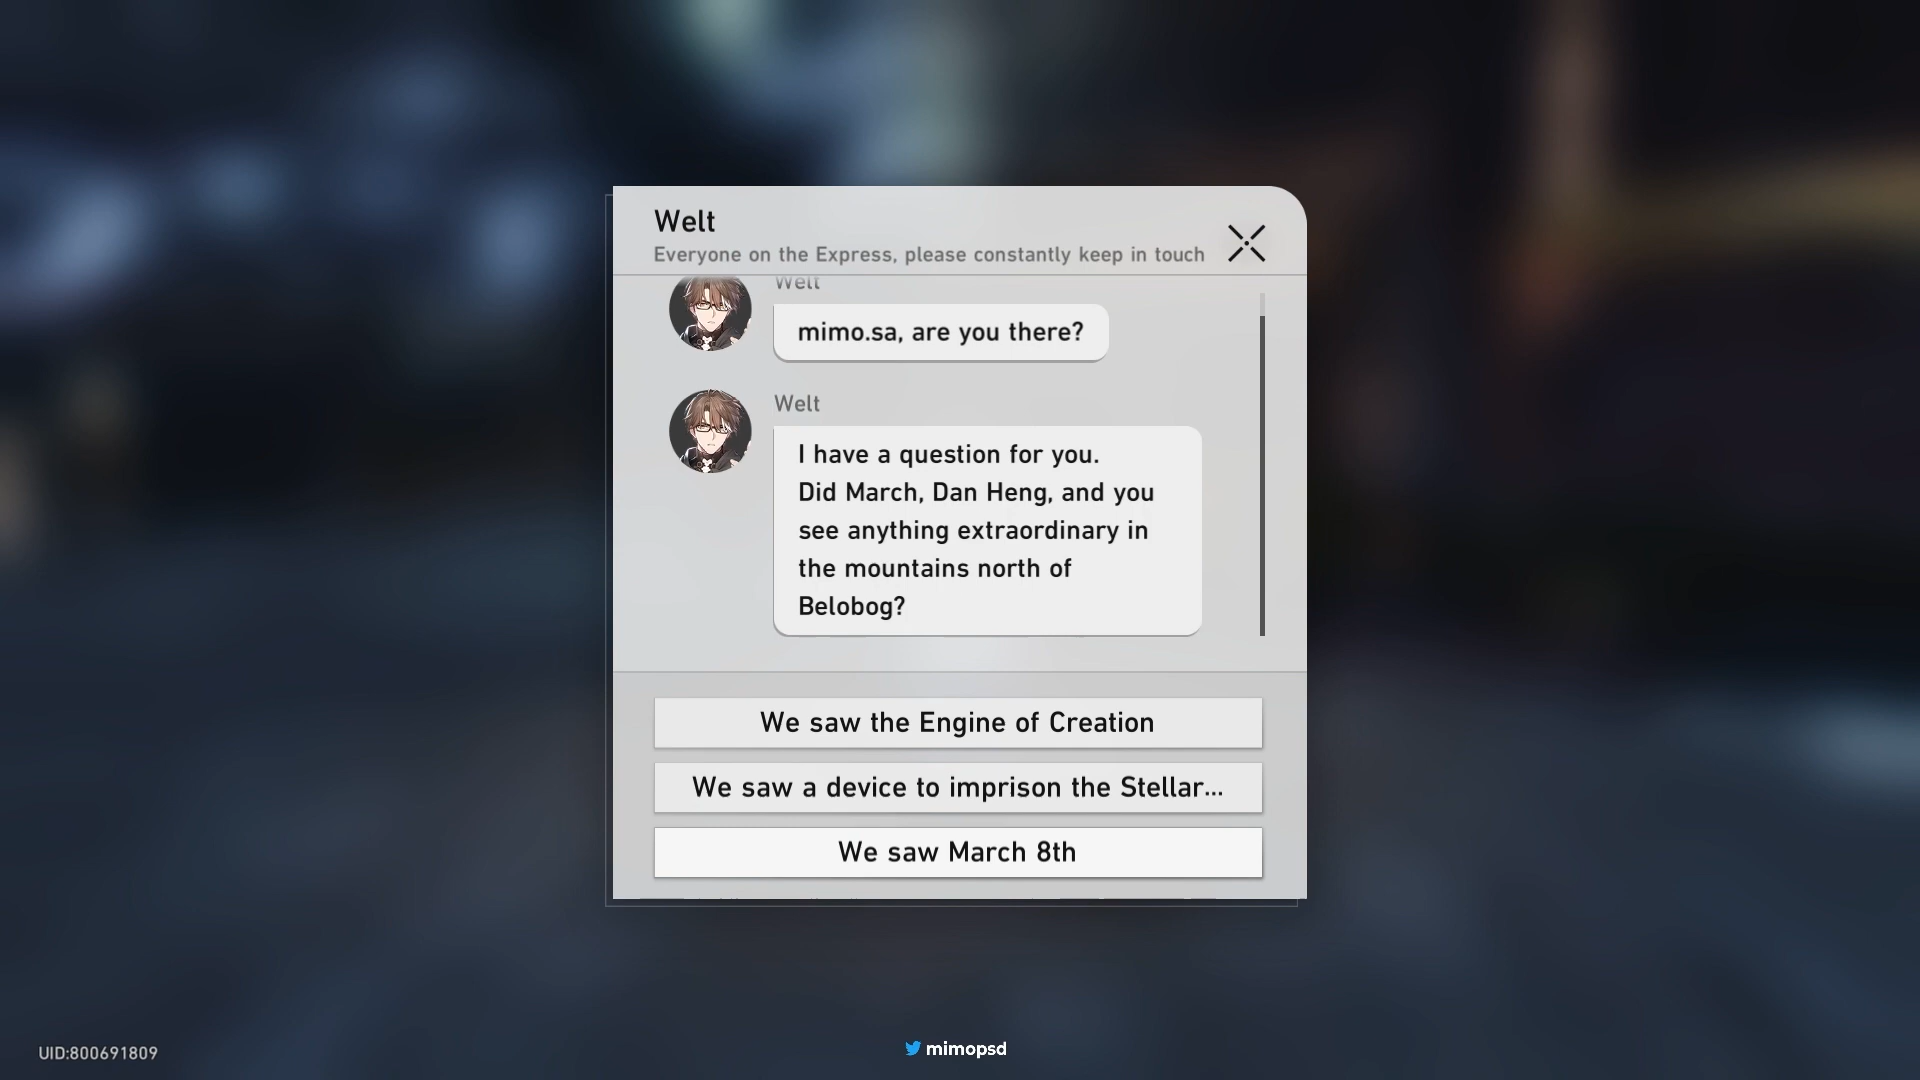 Welt
Everyone on the Express, please constantly keep in touch
Welt
mimo.sa, are you there?
Welt
I have a question for you.
Did March, Dan Heng, and you
see anything extraordinary in
the mountains north of
Belobog?
We saw the Engine of Creation
We saw a device to imprison the Stellar...
We saw March 8th
UID:800691809
mimopsd